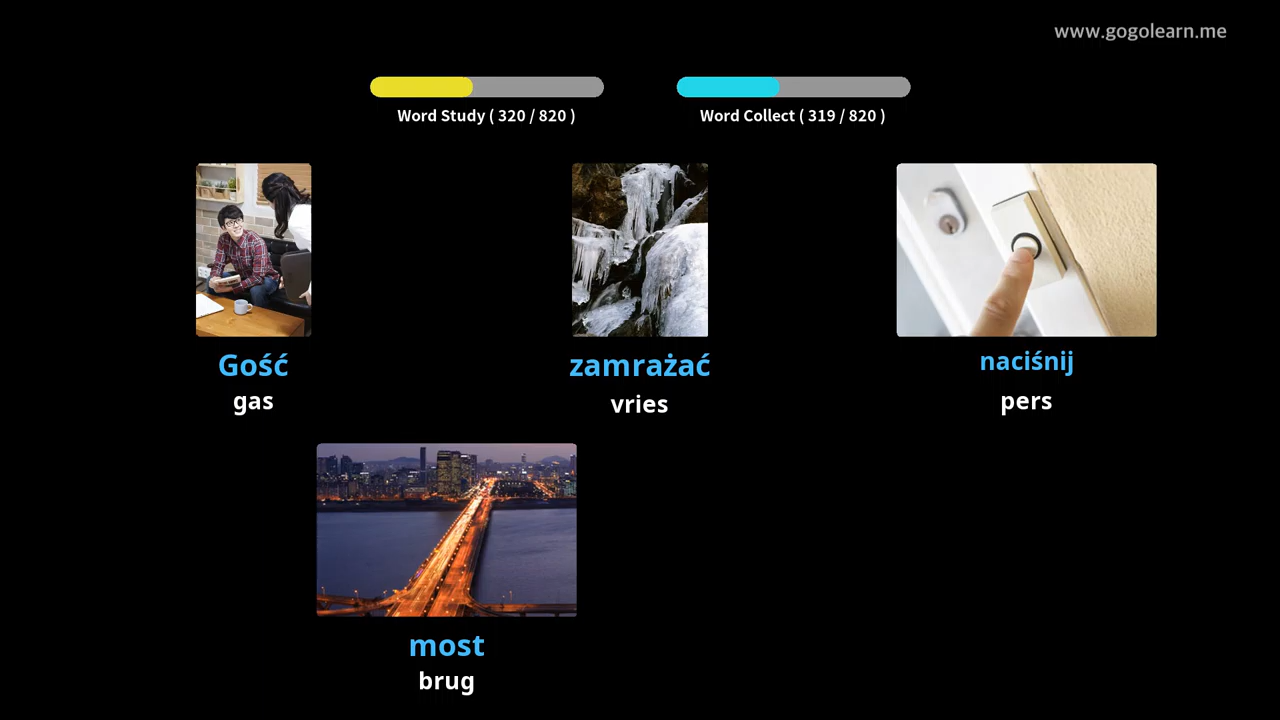 www.gogolearn.me
Word Study ( 320 / 820 )
Word Collect ( 319 / 820 )
Gość
gas
zamrażać
vries
naciśnij
pers
most
brug